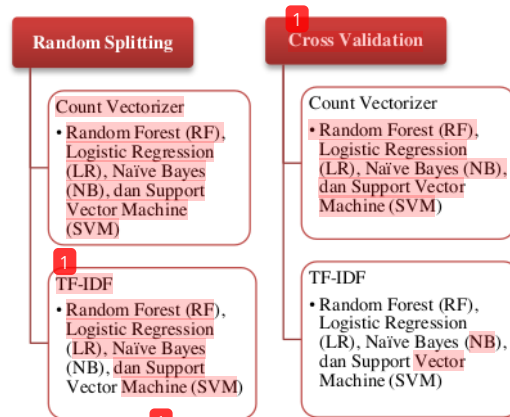 Random Splitting
Count Vectorizer
• Random Forest (RF),
Logistic Regression
(LR), Naïve Bayes
(NB), dan Support
Vector Machine
(SVM)
1
TF-IDF
• Random Forest (RF),
Logistic Regression
(LR), Naïve Bayes
(NB), dan Support
Vector Machine (SVM)
1
Cross Validation
Count Vectorizer
• Random Forest (RF),
Logistic Regression
(LR), Naïve Bayes (NB),
dan Support Vector
Machine (SVM)
TF-IDF
• Random Forest (RF),
Logistic Regression
(LR), Naïve Bayes (NB),
dan Support Vector
Machine (SVM)